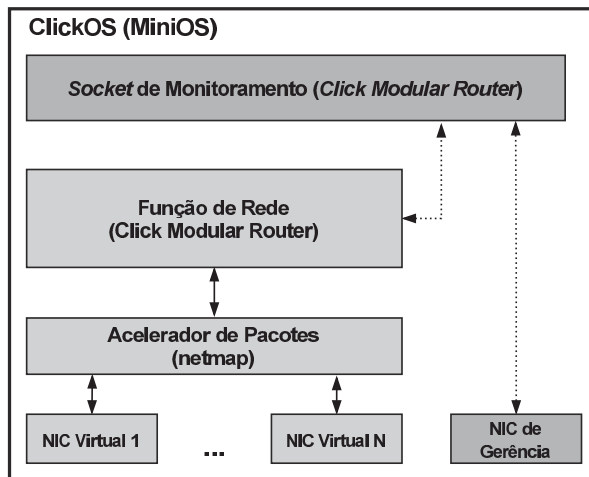 ClickOS (MiniOS)
Socket de Monitoramento (Click Modular Router)
Função de Rede
(Click Modular Router)
Acelerador de Pacotes
(netmap)
NIC Virtual 1
...
NIC Virtual N
NIC de
Gerência